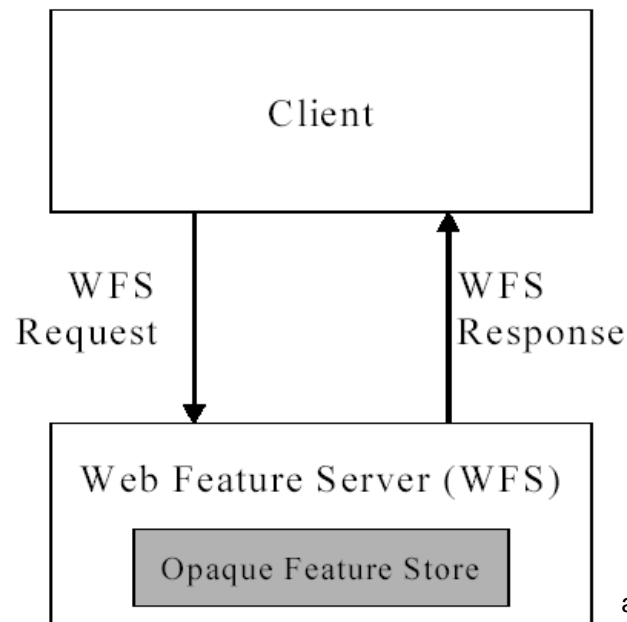 Client
WFS
Request
WFS
Response
Web Feature Server (WFS)
Opaque Feature Store
a